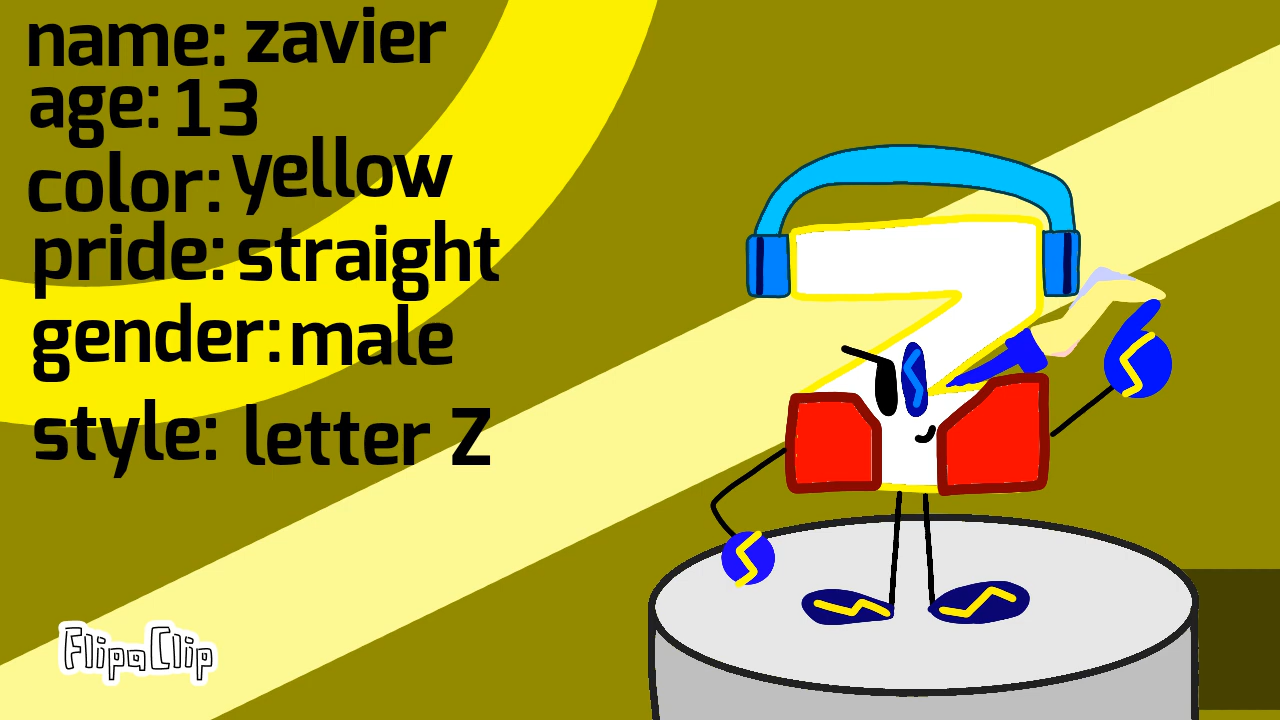 name: zavier
age: 13
color: yellow
pride: straight
gender: male
style: letter Z
FlipaClip